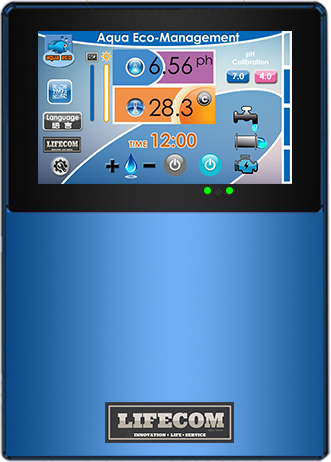 Aqua Eco-Management
AQUA ECO
6.56 ph
pH
Calibration
7.0 4.0
28.3 C
Language
語言
LIFECOM
TIME 12:00
LIFECOM
INNOVATION • LIFE • SERVICE